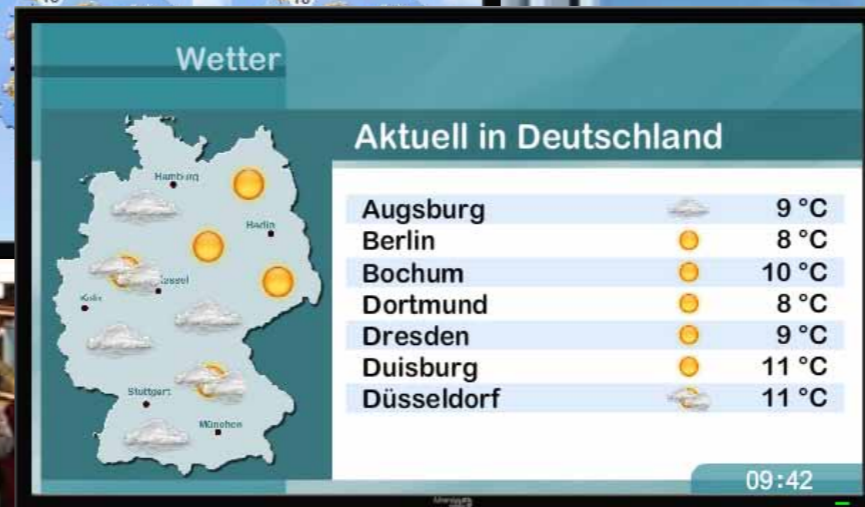 Wetter
Aktuell in Deutschland
Hamburg
Berlin
Kassel
Köln
Stuttgart
München
Augsburg 9 °C
Berlin 8 °C
Bochum 10 °C
Dortmund 8 °C
Dresden 9 °C
Duisburg 11 °C
Düsseldorf 11 °C
09:42